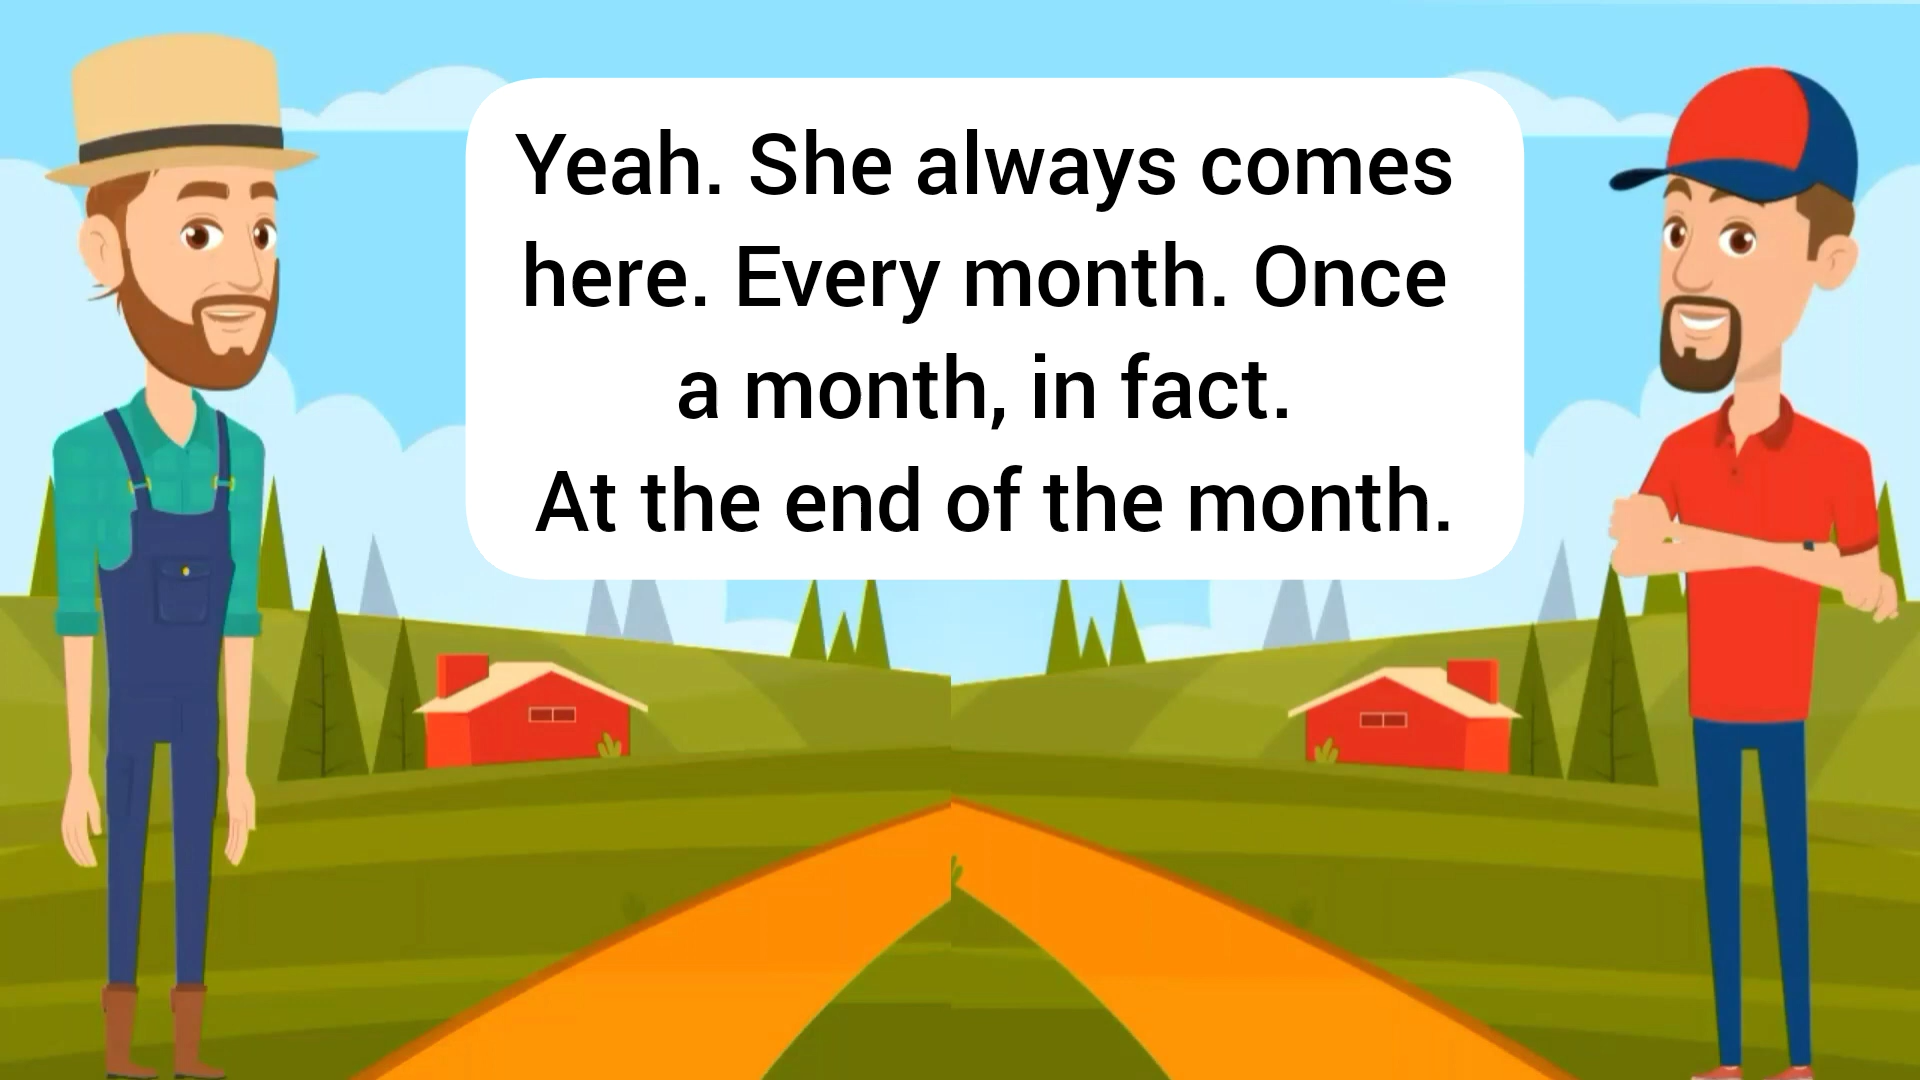 Yeah. She always comes
here. Every month. Once
a month, in fact.
At the end of the month.